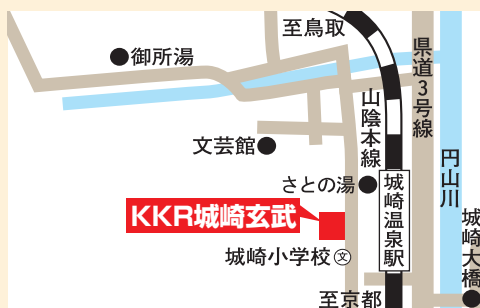 至鳥取
御所湯
県道3号線
山陰本線
文芸館
円山川
さとの湯
城崎温泉駅
KKR城崎玄武
城崎大橋
城崎小学校
文
至京都